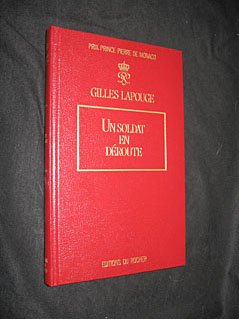 PRIX PRINCE PIERRE DE MONACO
GILLES LAPOUGE
UN SOLDAT
EN
DÉROUTE
EDITIONS DU ROCHER